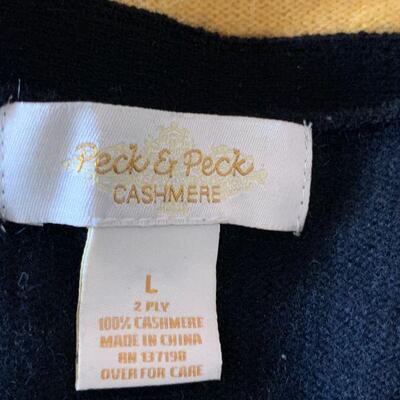 Peck & Peck
CASHMERE
L
2 PLY
100% CASHMERE
MADE IN CHINA
RN 137198
OVER FOR CARE